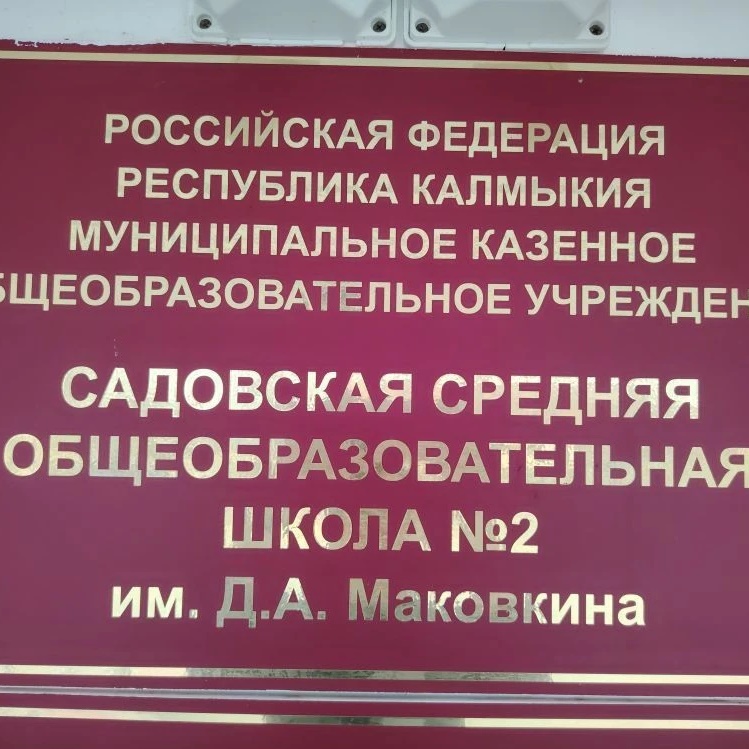 РОССИЙСКАЯ ФЕДЕРАЦИЯ
РЕСПУБЛИКА КАЛМЫКИЯ
МУНИЦИПАЛЬНОЕ КАЗЕННОЕ
БЩЕОБРАЗОВАТЕЛЬНОЕ УЧРЕЖДЕН
САДОВСКАЯ СРЕДНЯЯ
ОБЩЕОБРАЗОВАТЕЛЬНАЯ
ШКОЛА №2
им. Д.А. Маковкина